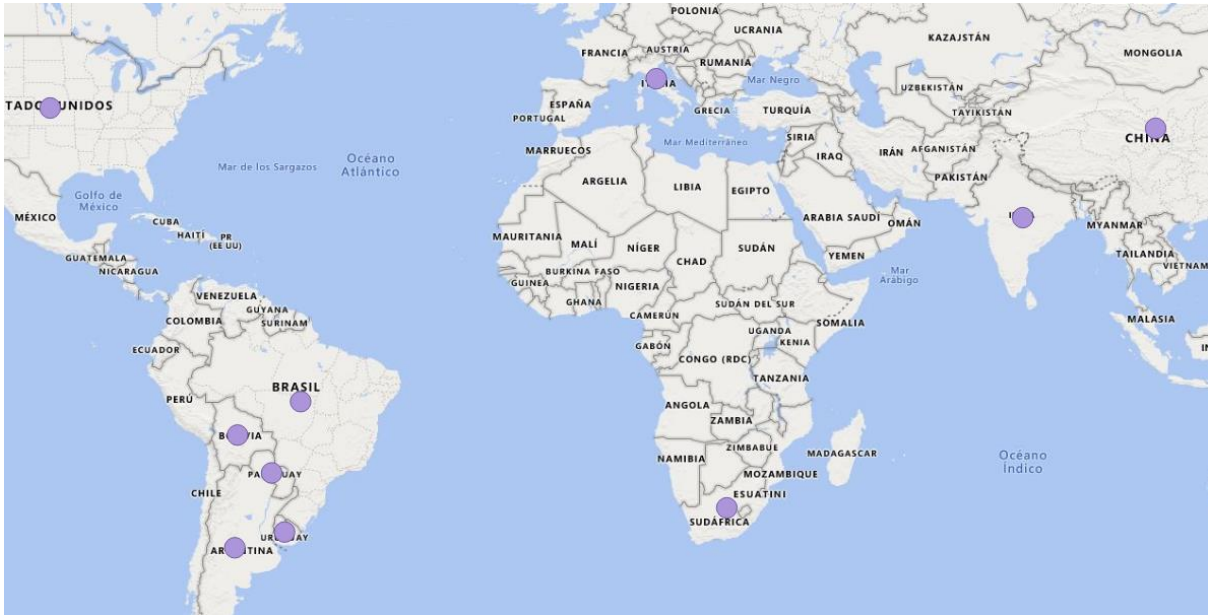 POLONIA
UCRANIA
KAZAJSTÁN
MONGOLIA
FRANCIA
AUSTRIA
RUMANIA
Mar Negro
UZBEKISTÁN
TAYIKISTÁN
TADO UNIDOS
ESPAÑA
PORTUGAL
GRECIA
TURQUÍA
CHINA
Mar Mediterráneo
SIRIA
IRAQ
IRÁN
AFGANISTÁN
PAKISTÁN
MARRUECOS
Mar de los Sargazos
Océano
Atlántico
ARGELIA
LIBIA
EGIPTO
ARABIA SAUDÍ
OMÁN
Golfo de
México
MÉXICO
CUBA
HAITÍ
PR
(EE UU)
MAURITANIA
MALÍ
NÍGER
CHAD
SUDÁN
YEMEN
MYANMAR
TAILANDIA
VIETNAM
GUATEMALA
NICARAGUA
BURKINA FASO
GUINEA
GHANA
NIGERIA
Mar
Arábigo
VENEZUELA
GUYANA
SURINAM
COLOMBIA
CAMERÚN
SUDÁN DEL SUR
SOMALIA
MALASIA
ECUADOR
GABÓN
CONGO (RDC)
UGANDA
KENIA
IN
PERÚ
BRASIL
TANZANIA
ANGOLA
ZAMBIA
ZIMBABUE
MADAGASCAR
NAMIBIA
MOZAMBIQUE
Océano
Índico
CHILE
ESUATINI
SUDÁFRICA